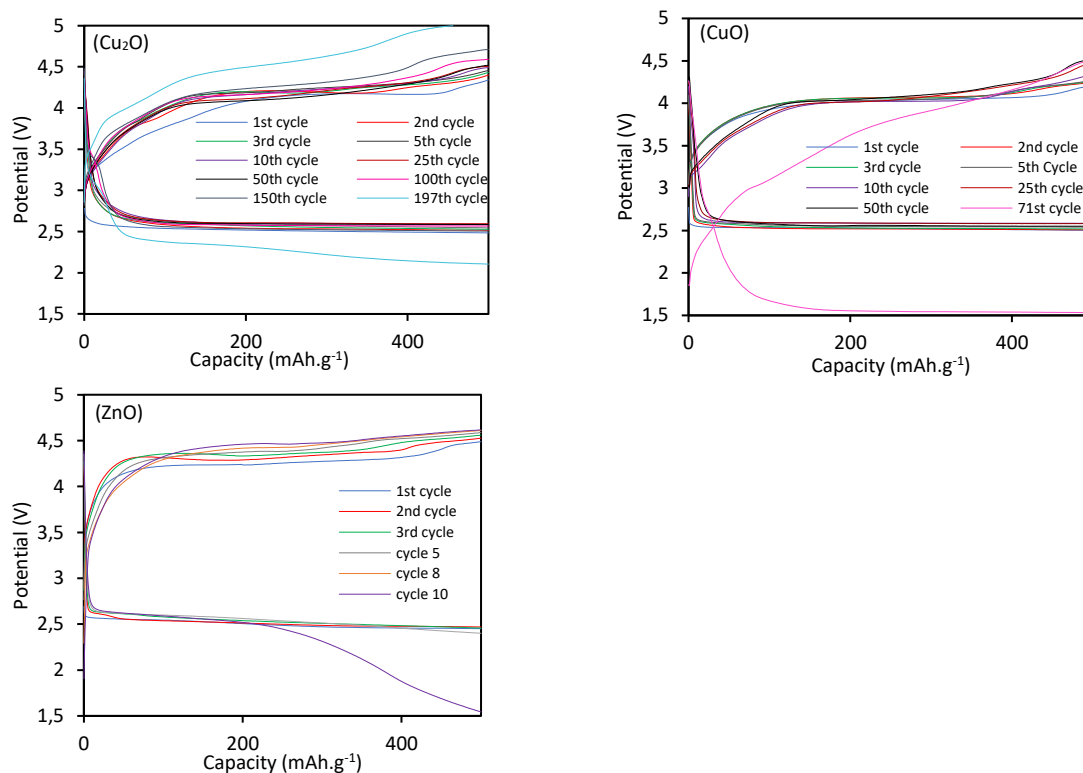 (Cu₂O)
5
4,5
4
3,5
3
2,5
2
1,5
Potential (V)
1st cycle 2nd cycle
3rd cycle 5th cycle
10th cycle 25th cycle
50th cycle 100th cycle
150th cycle 197th cycle
0 200 400
Capacity (mAh.g⁻¹)
(CuO)
5
4,5
4
3,5
3
2,5
2
1,5
Potential (V)
1st cycle 2nd cycle
3rd cycle 5th Cycle
10th cycle 25th cycle
50th cycle 71st cycle
0 200 400
Capacity (mAh.g⁻¹)
(ZnO)
5
4,5
4
3,5
3
2,5
2
1,5
Potential (V)
1st cycle
2nd cycle
3rd cycle
cycle 5
cycle 8
cycle 10
0 200 400
Capacity (mAh.g⁻¹)